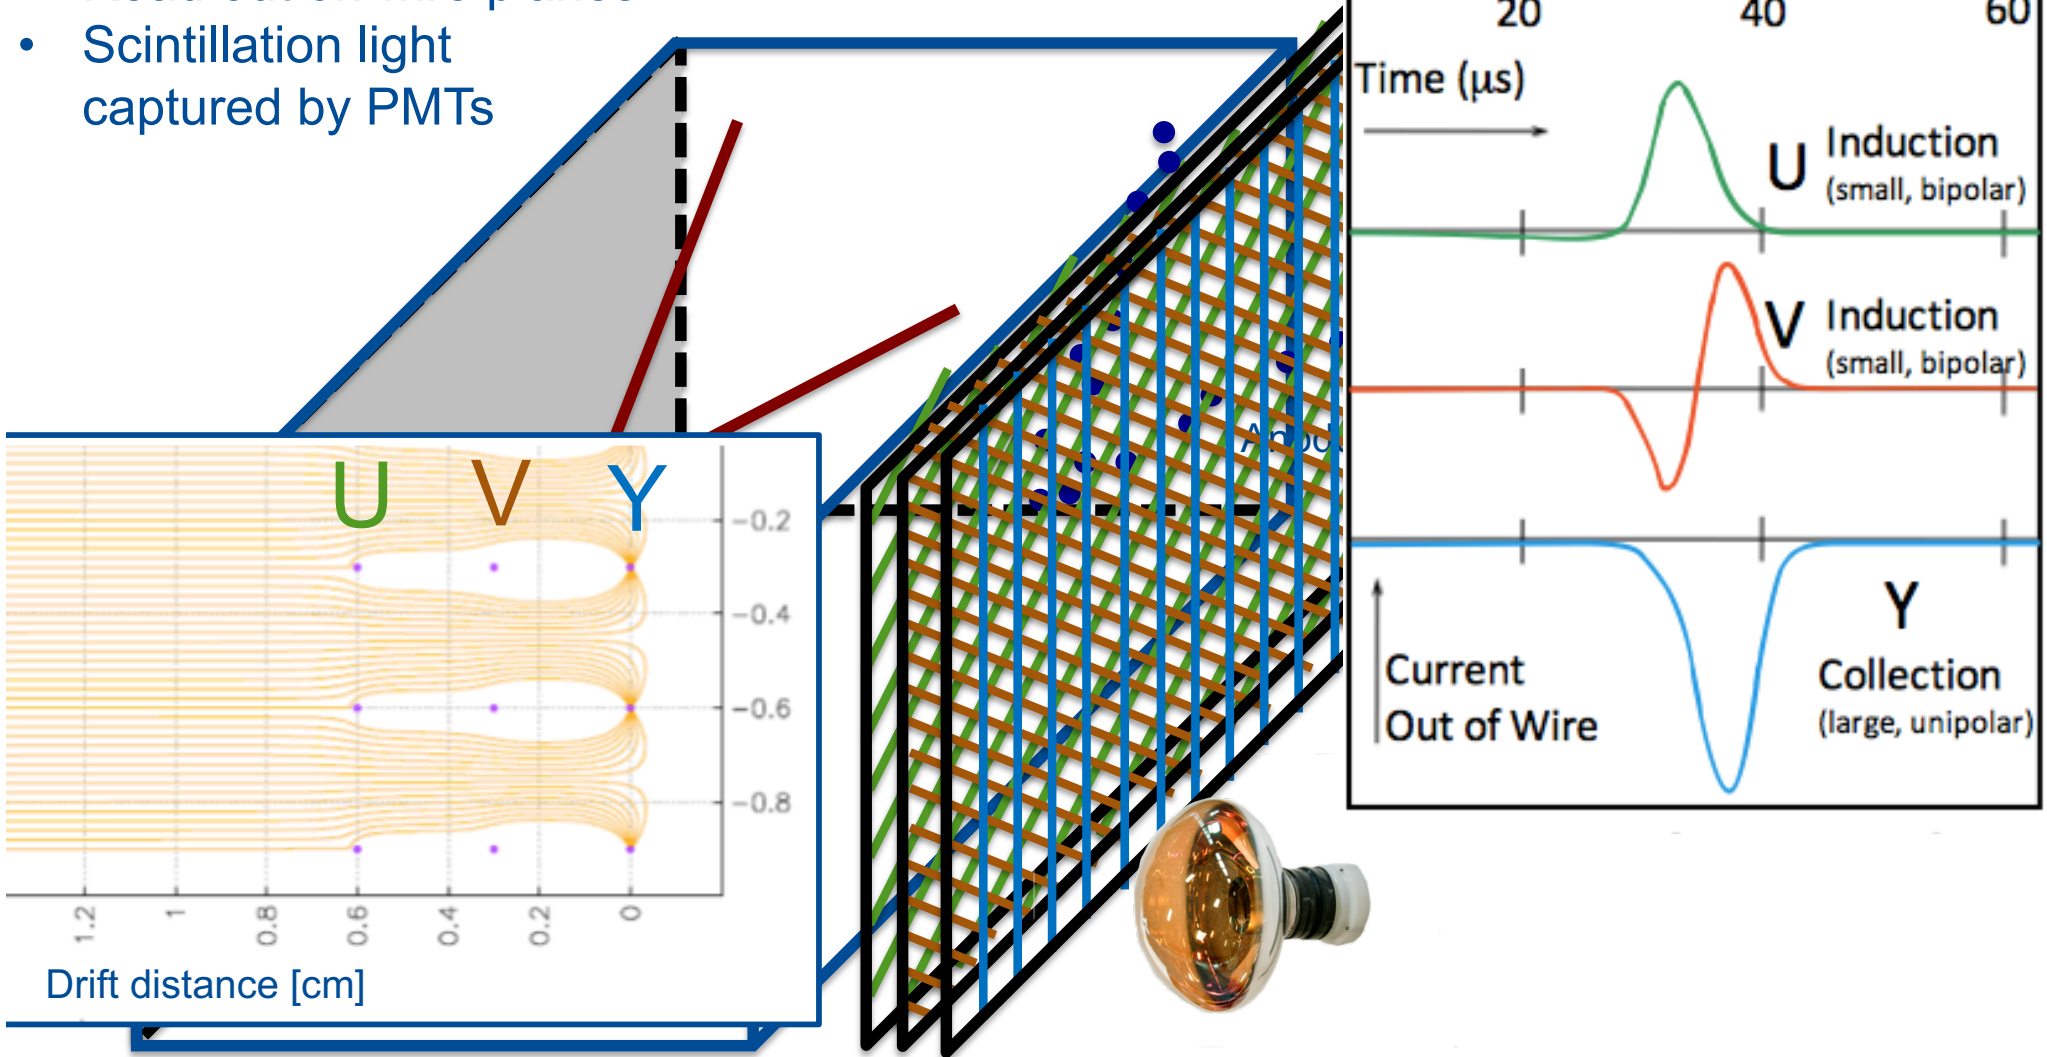 • Scintillation light
captured by PMTs
20 40 60
Time (µs)
U Induction
(small, bipolar)
V Induction
(small, bipolar)
Y
Collection
(large, unipolar)
Current
Out of Wire
U V Y
−0.2
−0.4
−0.6
−0.8
1.2 1 0.8 0.6 0.4 0.2 0
Drift distance [cm]